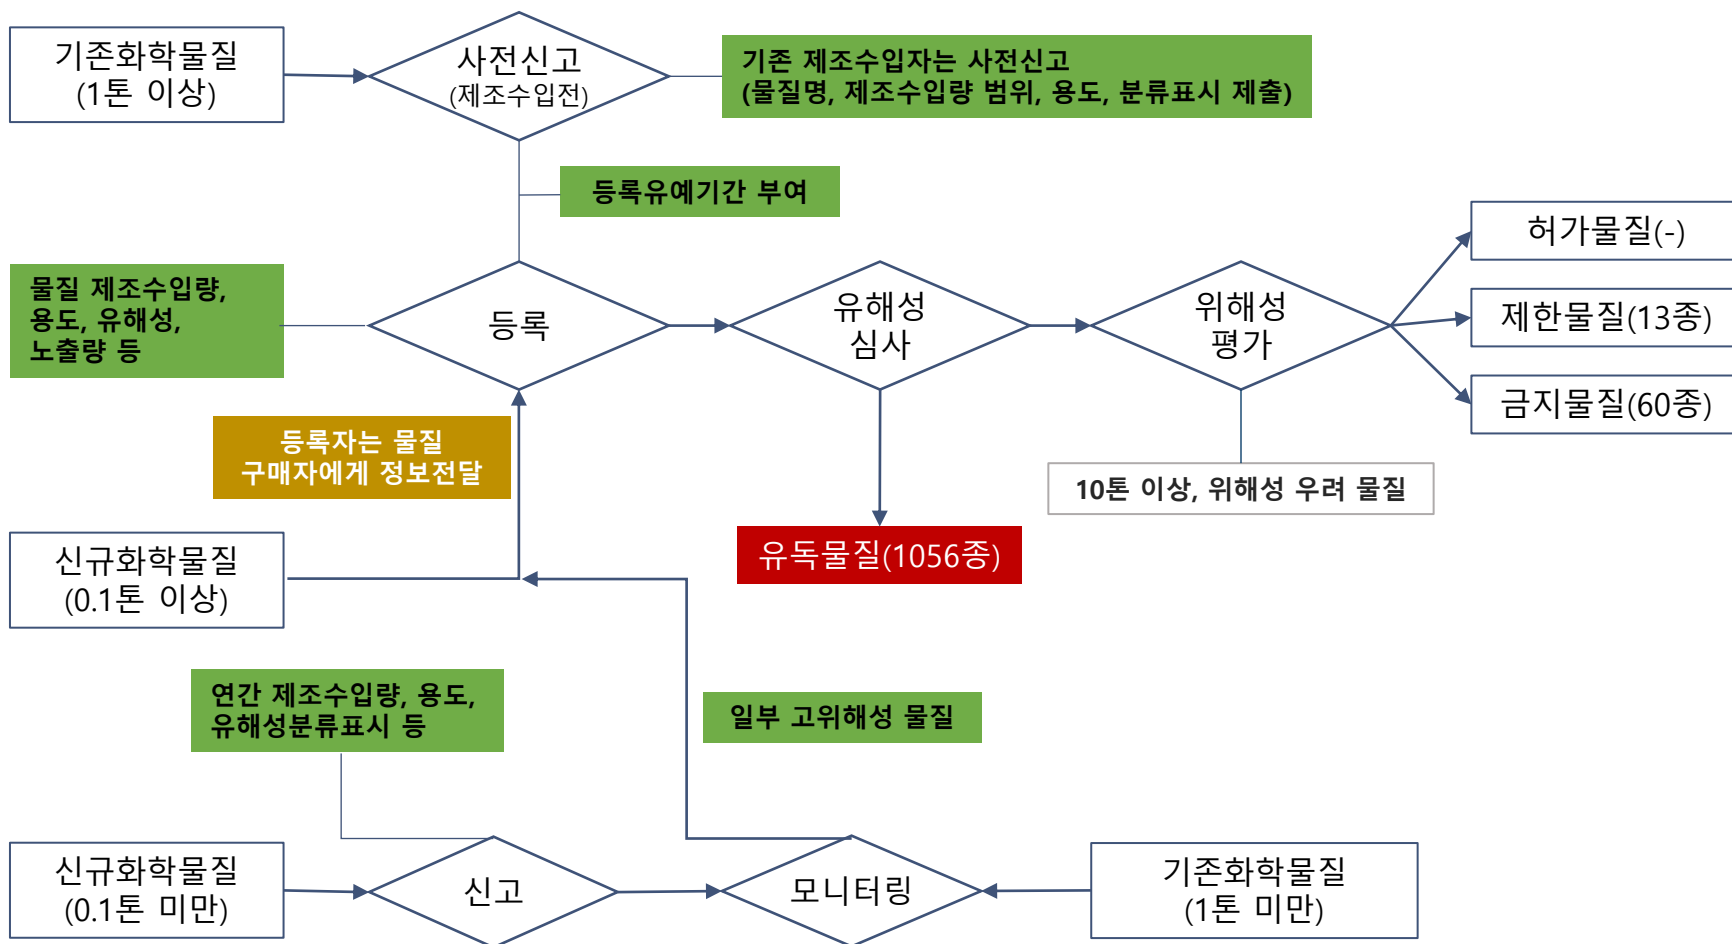 기존화학물질
(1톤 이상)
사전신고
(제조수입전)
기존 제조수입자는 사전신고
(물질명, 제조수입량 범위, 용도, 분류표시 제출)
등록유예기간 부여
물질 제조수입량,
용도, 유해성,
노출량 등
등록
유해성
심사
위해성
평가
허가물질(-)
제한물질(13종)
금지물질(60종)
등록자는 물질
구매자에게 정보전달
10톤 이상, 위해성 우려 물질
유독물질(1056종)
신규화학물질
(0.1톤 이상)
연간 제조수입량, 용도,
유해성분류표시 등
일부 고위해성 물질
신규화학물질
(0.1톤 미만)
신고
모니터링
기존화학물질
(1톤 미만)